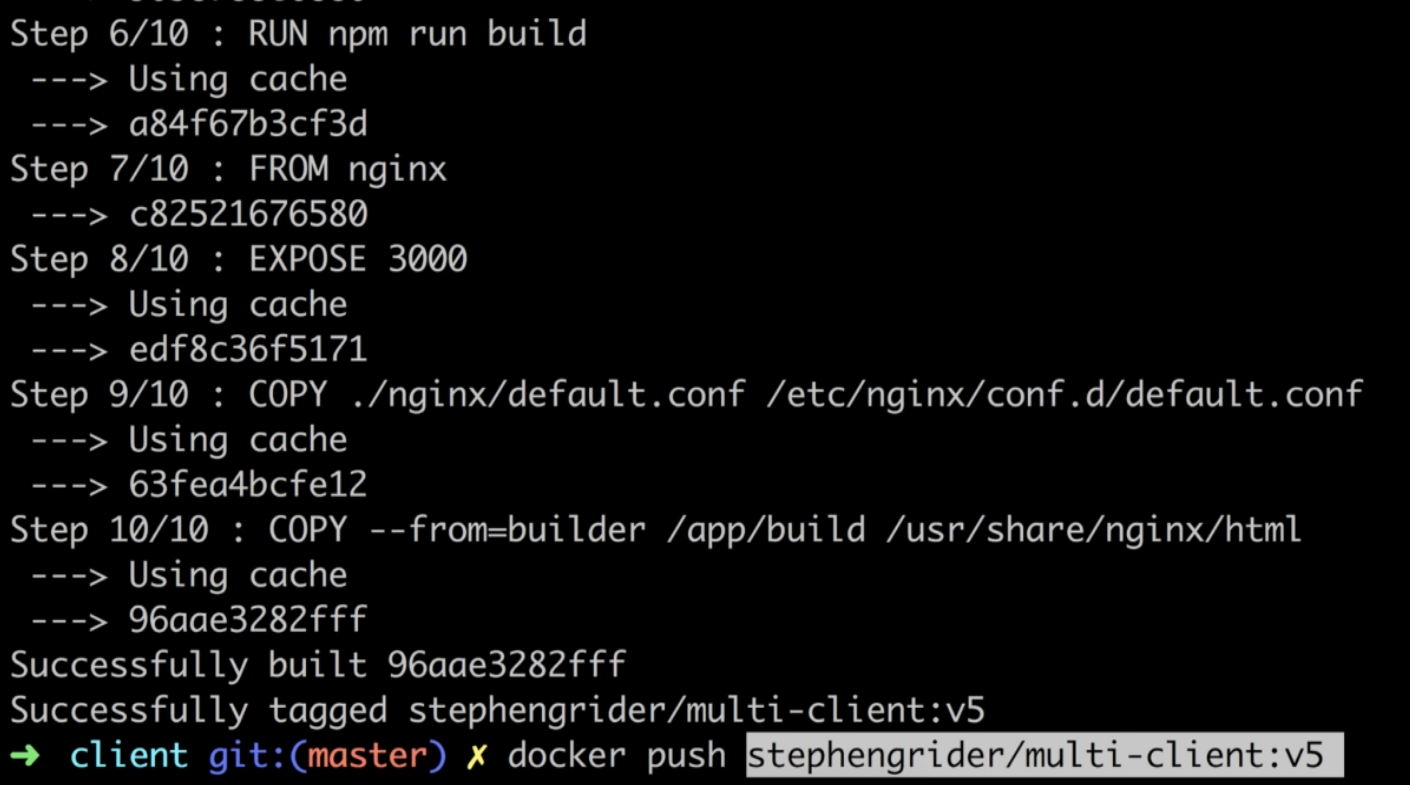 Step 6/10 : RUN npm run build
---> Using cache
---> a84f67b3cf3d
Step 7/10 : FROM nginx
---> c82521676580
Step 8/10 : EXPOSE 3000
---> Using cache
---> edf8c36f5171
Step 9/10 : COPY ./nginx/default.conf /etc/nginx/conf.d/default.conf
---> Using cache
---> 63fea4bcfe12
Step 10/10 : COPY --from=builder /app/build /usr/share/nginx/html
---> Using cache
---> 96aae3282fff
Successfully built 96aae3282fff
Successfully tagged stephengrider/multi-client:v5
➜ client git:(master) ✗ docker push stephengrider/multi-client:v5